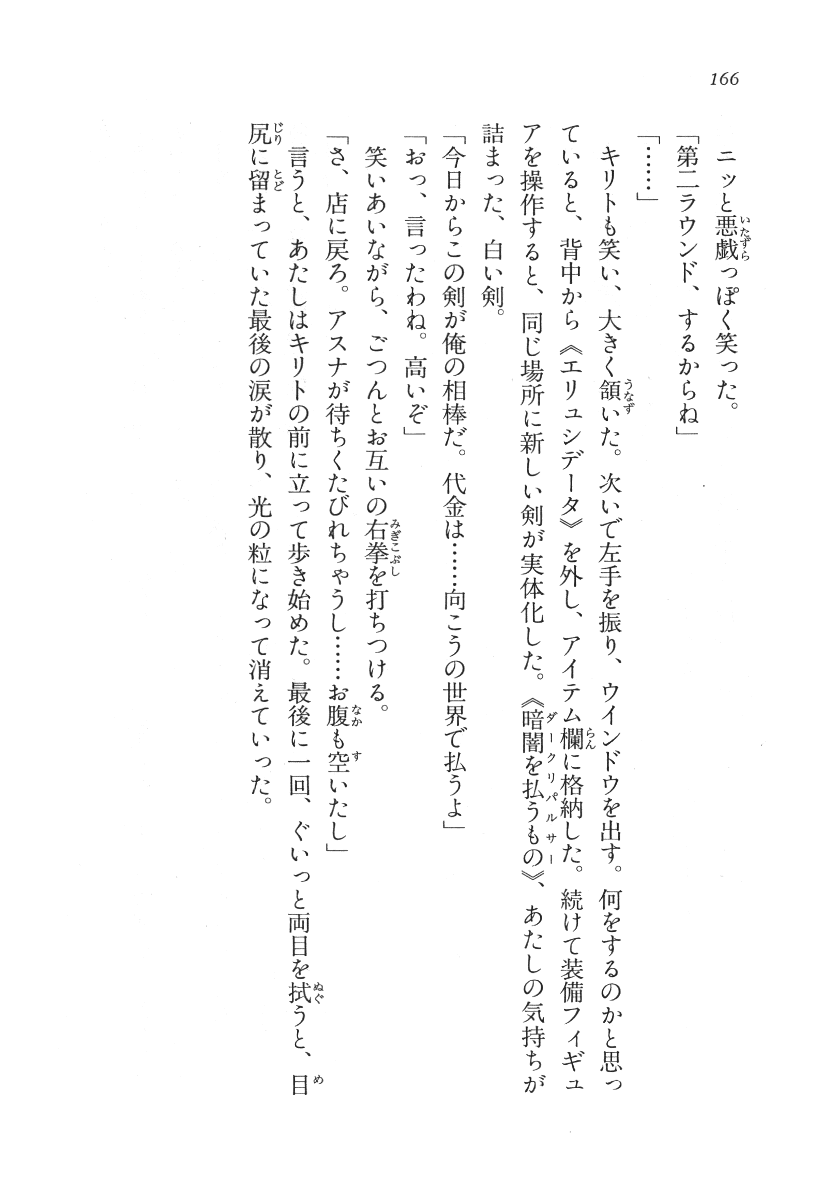 166
ニッと悪戯っぽく笑った。
「第二ラウンド、するからね」
「……」
キリトも笑い、大きく頷いた。次いで左手を振り、ウインドウを出す。何をするのかと思っ
ていると、背中から《エリュシデータ》を外し、アイテム欄に格納した。続けて装備フィギュ
アを操作すると、同じ場所に新しい剣が実体化した。《暗闇を払うもの》、あたしの気持ちが
詰まった、白い剣。
「今日からこの剣が俺の相棒だ。代金は……向こうの世界で払うよ」
「おっ、言ったわね。高いぞ」
笑いあいながら、ごつんとお互いの右拳を打ちつける。
「さ、店に戻ろ。アスナが待ちくたびれちゃうし……お腹も空いたし」
言うと、あたしはキリトの前に立って歩き始めた。最後に一回、ぐいっと両目を拭うと、目
尻に留まっていた最後の涙が散り、光の粒になって消えていった。